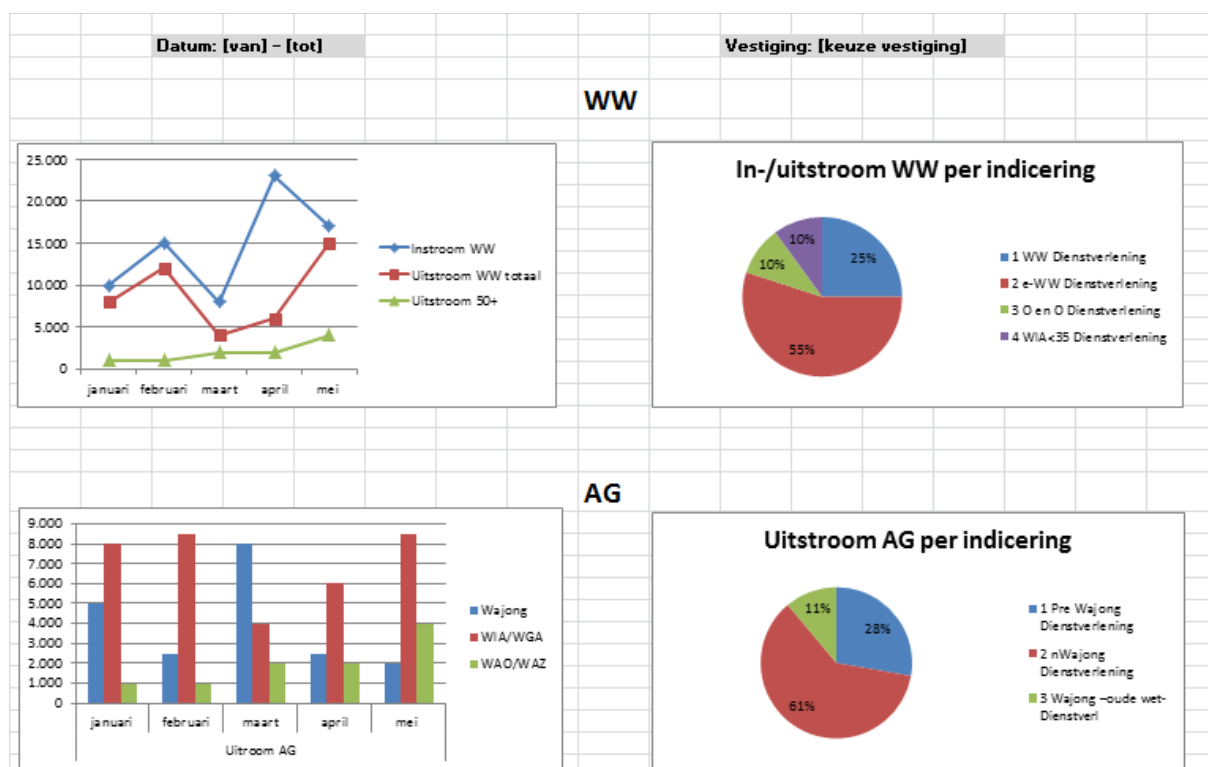 Datum: [van] – [tot]
Vestiging: [keuze vestiging]
WW
25.000
20.000
15.000
10.000
5.000
0
januari februari maart april mei
Instroom WW
Uitstroom WW totaal
Uitstroom 50+
In-/uitstroom WW per indicering
10%
25%
10%
55%
1 WW Dienstverlening
2 e-WW Dienstverlening
3 O en O Dienstverlening
4 WIA<35 Dienstverlening
AG
9.000
8.000
7.000
6.000
5.000
4.000
3.000
2.000
1.000
0
januari februari maart april mei
Uitroom AG
Wajong
WIA/WGA
WAO/WAZ
Uitstroom AG per indicering
11%
28%
61%
1 Pre Wajong
Dienstverlening
2 nWajong
Dienstverlening
3 Wajong –oude wet-
Dienstverl